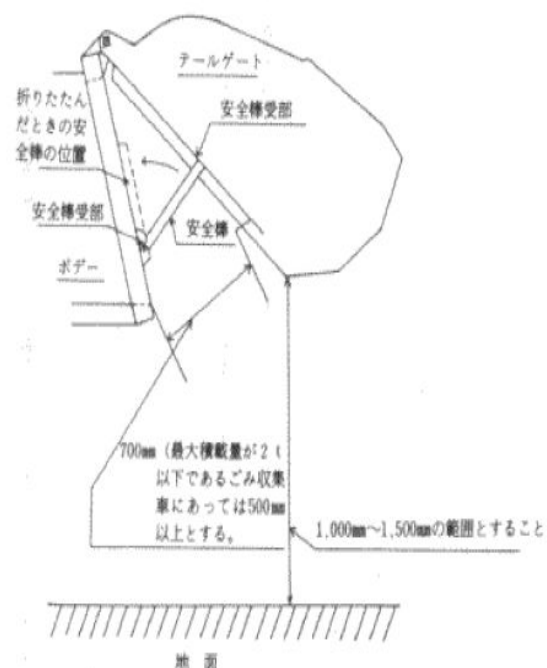 テールゲート
折りたたん
だときの安
全棒の位置
安全棒受部
安全棒受部
安全棒
ボデー
700mm（最大積載量が2t
以下であるごみ収集
車にあっては500mm
以上とする。
1,000mm～1,500mmの範囲とすること
地 面